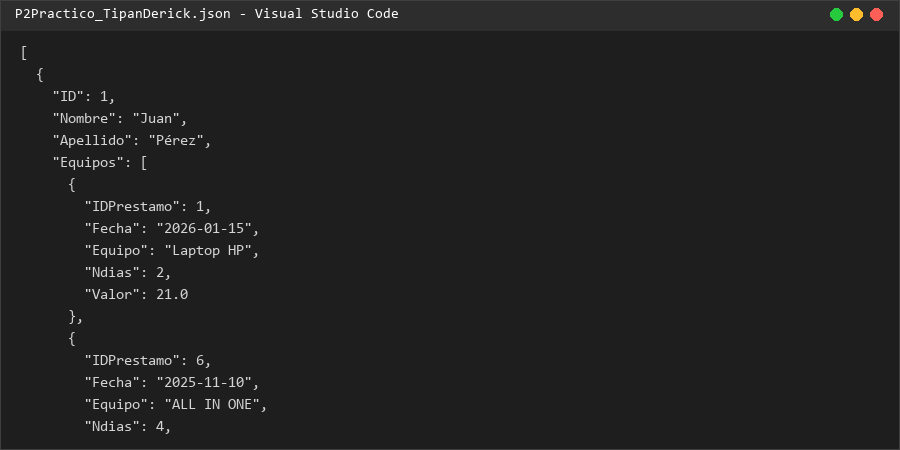 P2Practico_TipanDerick.json - Visual Studio Code
[
  {
    "ID": 1,
    "Nombre": "Juan",
    "Apellido": "Pérez",
    "Equipos": [
      {
        "IDPrestamo": 1,
        "Fecha": "2026-01-15",
        "Equipo": "Laptop HP",
        "Ndias": 2,
        "Valor": 21.0
      },
      {
        "IDPrestamo": 6,
        "Fecha": "2025-11-10",
        "Equipo": "ALL IN ONE",
        "Ndias": 4,